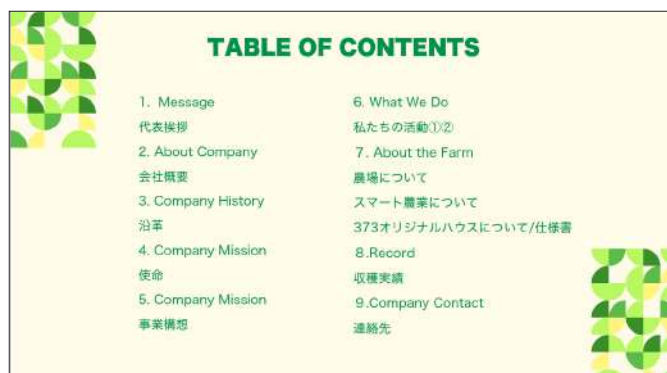 TABLE OF CONTENTS
1. Message
代表挨拶
2. About Company
会社概要
3. Company History
沿革
4. Company Mission
使命
5. Company Mission
事業構想
6. What We Do
私たちの活動①②
７. About the Farm
農場について
スマート農業について
373オリジナルハウスについて/仕様書
８.Record
収穫実績
９.Company Contact
連絡先